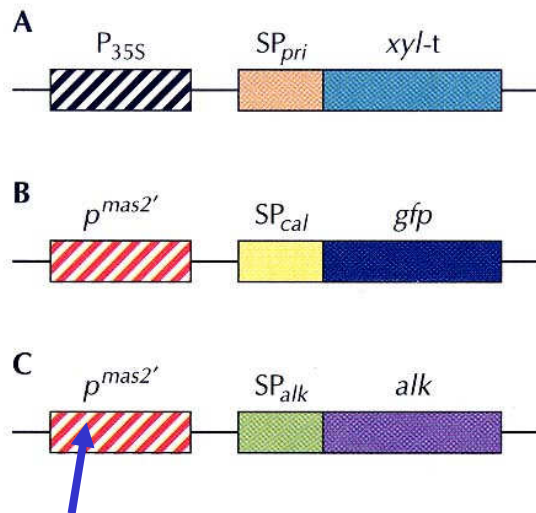 A
P35S SPpri xyl-t
B
pmas2' SPcal gfp
C
pmas2' SPalk alk